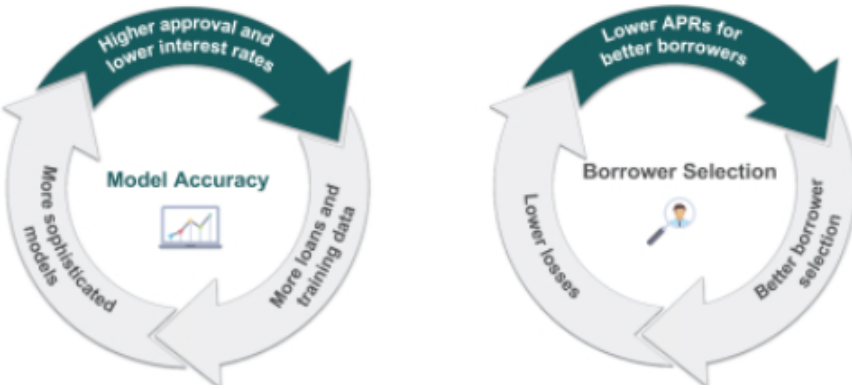 Higher approval and
lower interest rates
Model Accuracy
More loans and
training data
More sophisticated
models
Lower APRs for
better borrowers
Borrower Selection
Better borrower
selection
Lower losses